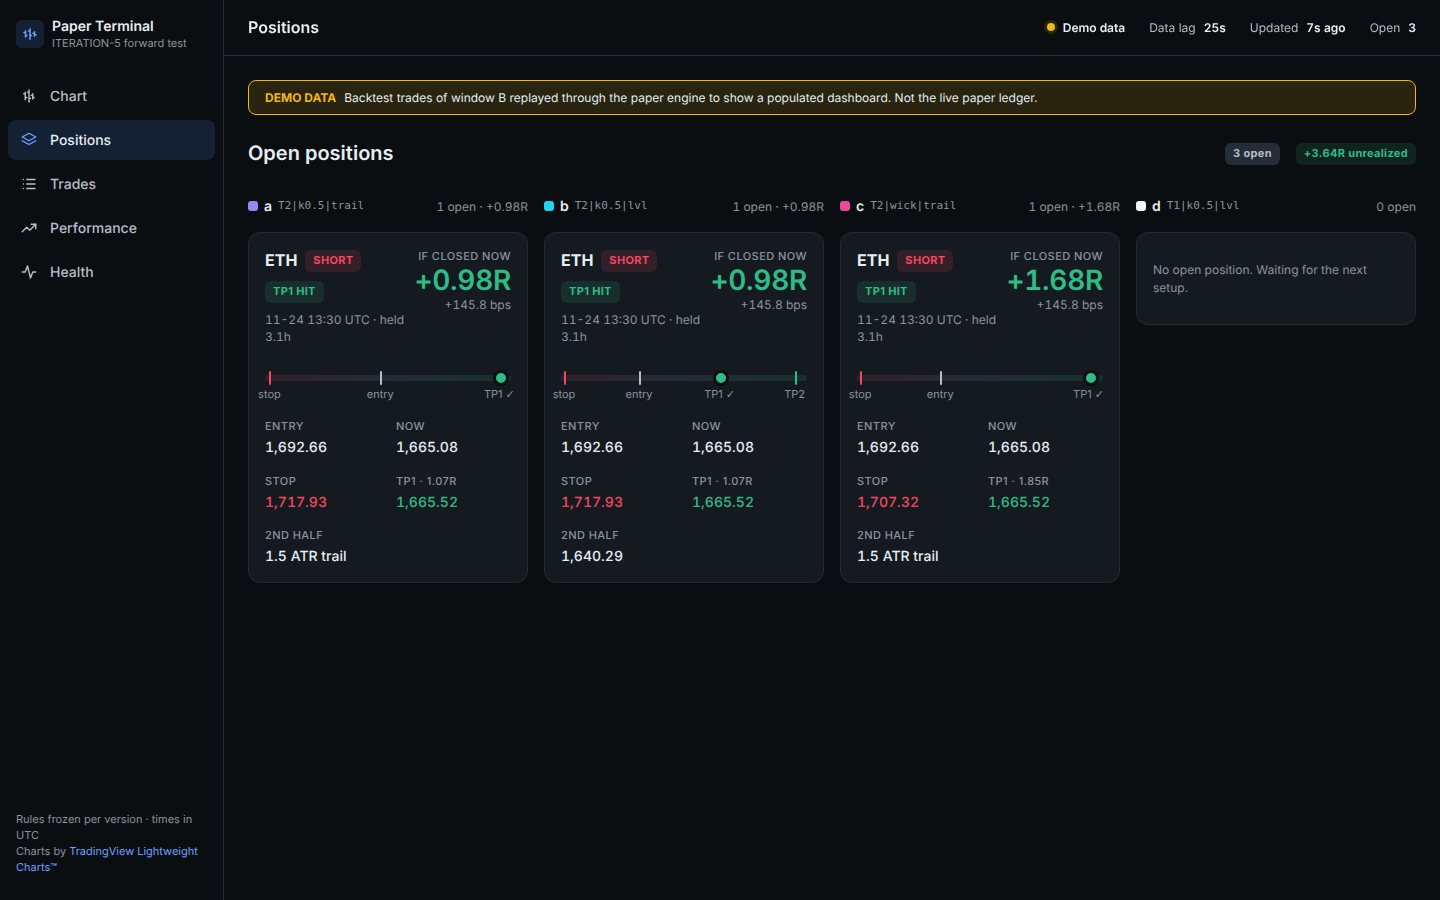 Paper Terminal
ITERATION-5 forward test
Chart
Positions
Trades
Performance
Health
Rules frozen per version · times in
UTC
Charts by TradingView Lightweight
Charts™
Positions
Demo data Data lag 25s Updated 7s ago Open 3
DEMO DATA Backtest trades of window B replayed through the paper engine to show a populated dashboard. Not the live paper ledger.
Open positions
3 open +3.64R unrealized
a T2|k0.5|trail 1 open · +0.98R
ETH SHORT
TP1 HIT
11-24 13:30 UTC · held
3.1h
IF CLOSED NOW
+0.98R
+145.8 bps
stop entry TP1 ✓
ENTRY NOW
1,692.66 1,665.08
STOP TP1 · 1.07R
1,717.93 1,665.52
2ND HALF
1.5 ATR trail
b T2|k0.5|lvl 1 open · +0.98R
ETH SHORT
TP1 HIT
11-24 13:30 UTC · held
3.1h
IF CLOSED NOW
+0.98R
+145.8 bps
stop entry TP1 ✓ TP2
ENTRY NOW
1,692.66 1,665.08
STOP TP1 · 1.07R
1,717.93 1,665.52
2ND HALF
1,640.29
c T2|wick|trail 1 open · +1.68R
ETH SHORT
TP1 HIT
11-24 13:30 UTC · held
3.1h
IF CLOSED NOW
+1.68R
+145.8 bps
stop entry TP1 ✓
ENTRY NOW
1,692.66 1,665.08
STOP TP1 · 1.85R
1,707.32 1,665.52
2ND HALF
1.5 ATR trail
d T1|k0.5|lvl 0 open
No open position. Waiting for the next
setup.